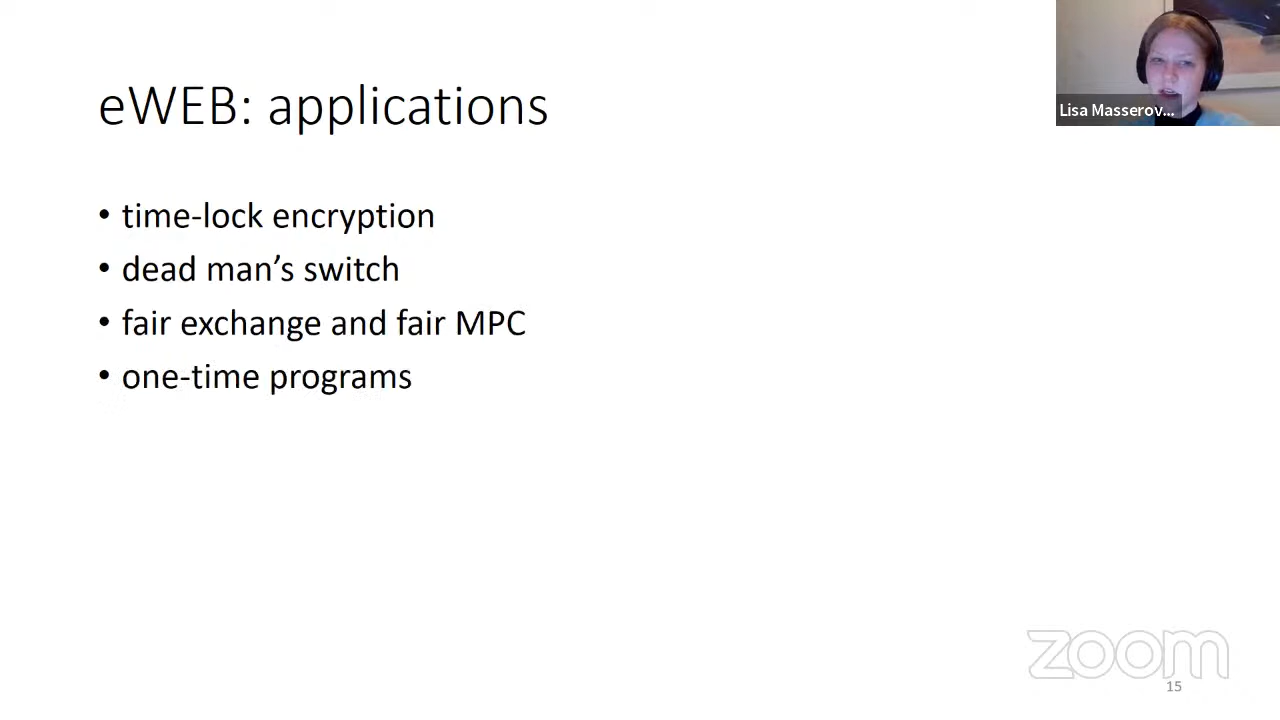 eWEB: applications
Lisa Masserov...
• time-lock encryption
• dead man’s switch
• fair exchange and fair MPC
• one-time programs
zoom
15